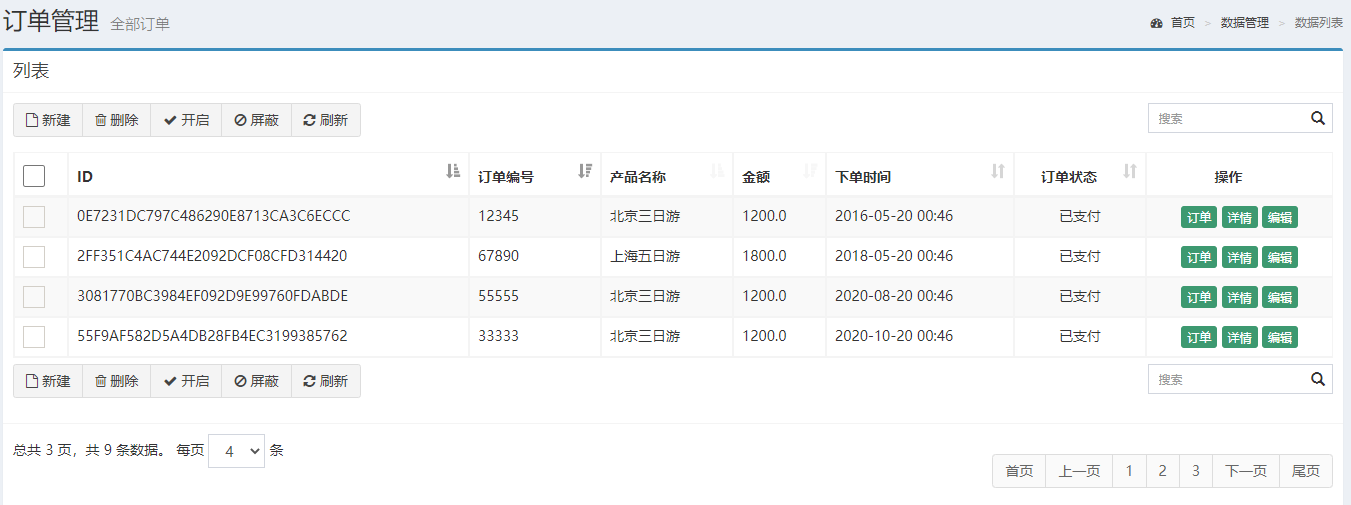 订单管理 全部订单 首页 > 数据管理 > 数据列表
列表
新建 删除 开启 屏蔽 刷新 搜索
ID 订单编号 产品名称 金额 下单时间 订单状态 操作
0E7231DC797C486290E8713CA3C6ECCC 12345 北京三日游 1200.0 2016-05-20 00:46 已支付 订单 详情 编辑
2FF351C4AC744E2092DCF08CFD314420 67890 上海五日游 1800.0 2018-05-20 00:46 已支付 订单 详情 编辑
3081770BC3984EF092D9E99760FDABDE 55555 北京三日游 1200.0 2020-08-20 00:46 已支付 订单 详情 编辑
55F9AF582D5A4DB28FB4EC3199385762 33333 北京三日游 1200.0 2020-10-20 00:46 已支付 订单 详情 编辑
新建 删除 开启 屏蔽 刷新 搜索
总共 3 页，共 9 条数据。 每页 4 条
首页 上一页 1 2 3 下一页 尾页